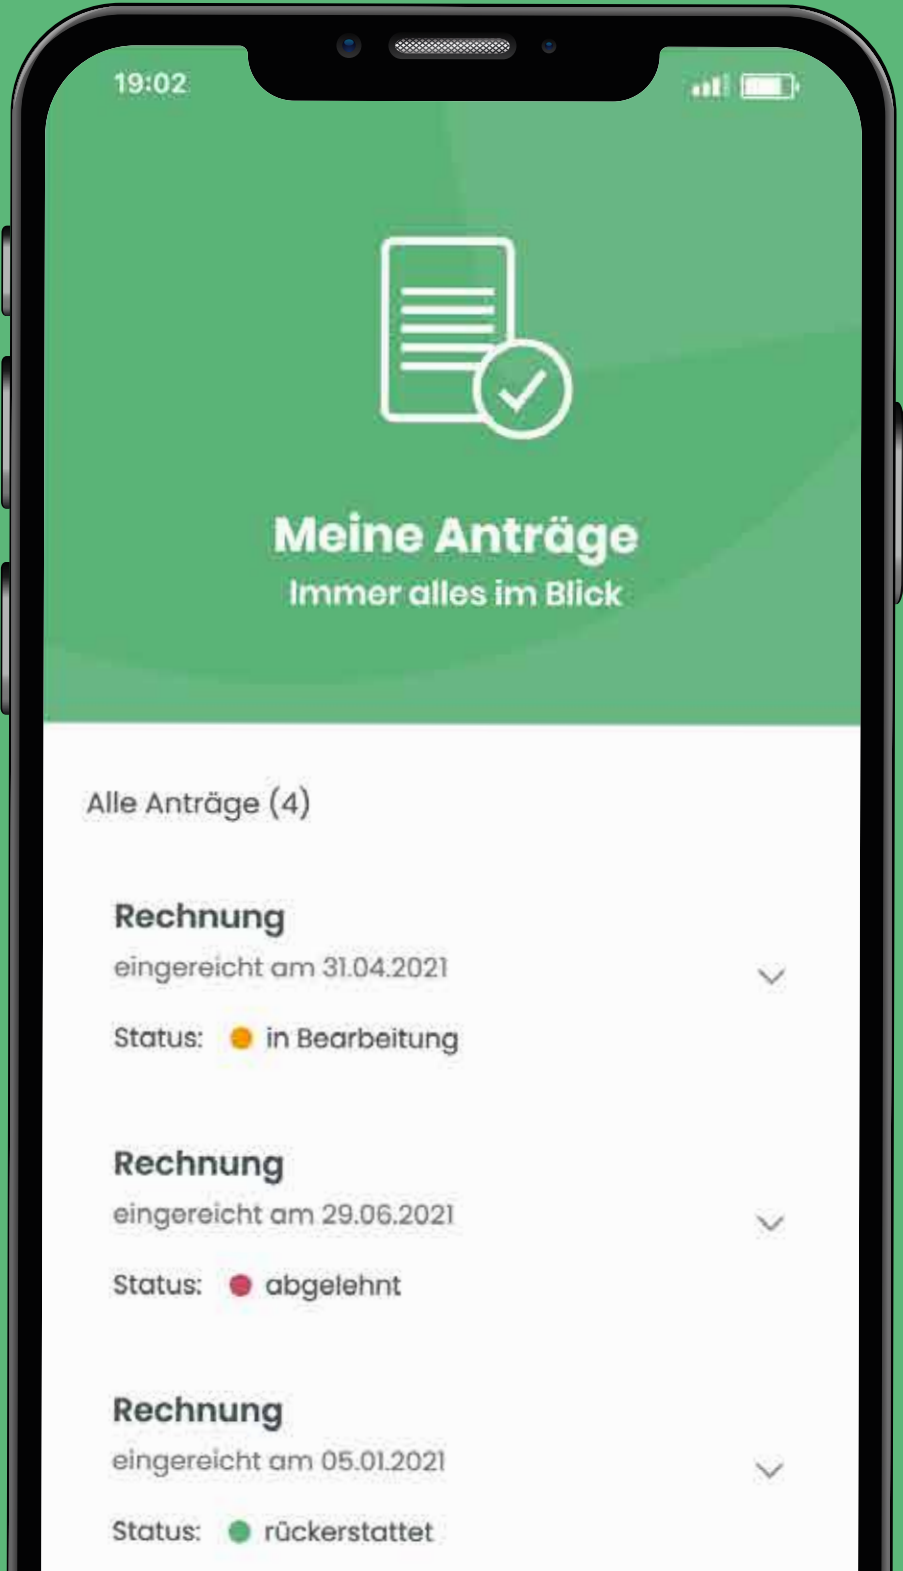 19:02
Meine Anträge
Immer alles im Blick
Alle Anträge (4)
Rechnung
eingereicht am 31.04.2021
Status: in Bearbeitung
Rechnung
eingereicht am 29.06.2021
Status: abgelehnt
Rechnung
eingereicht am 05.01.2021
Status: rückerstattet